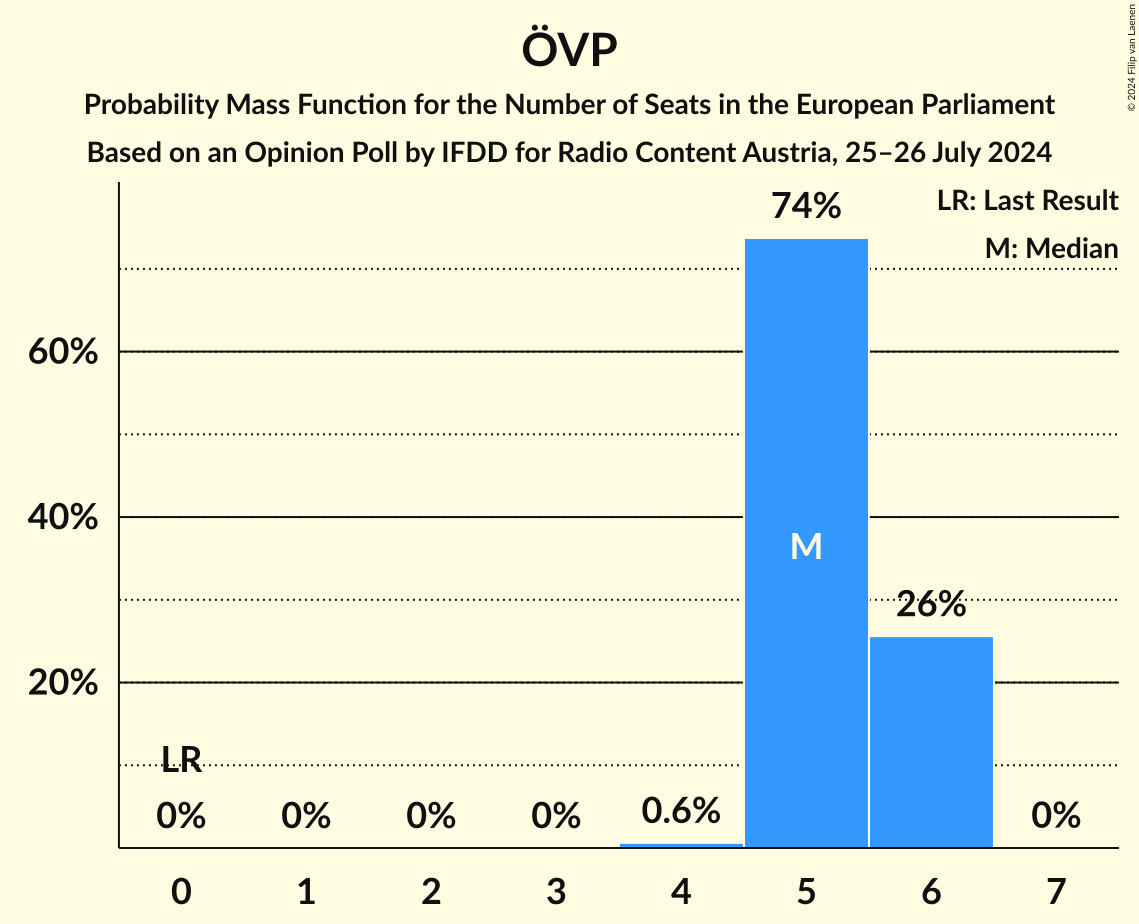 ÖVP
Probability Mass Function for the Number of Seats in the European Parliament
Based on an Opinion Poll by IFDD for Radio Content Austria, 25–26 July 2024
© 2024 Filip van Laenen
LR: Last Result
M: Median
74%
60%
40%
M
26%
20%
LR
0% 0% 0% 0% 0.6% 0%
0 1 2 3 4 5 6 7